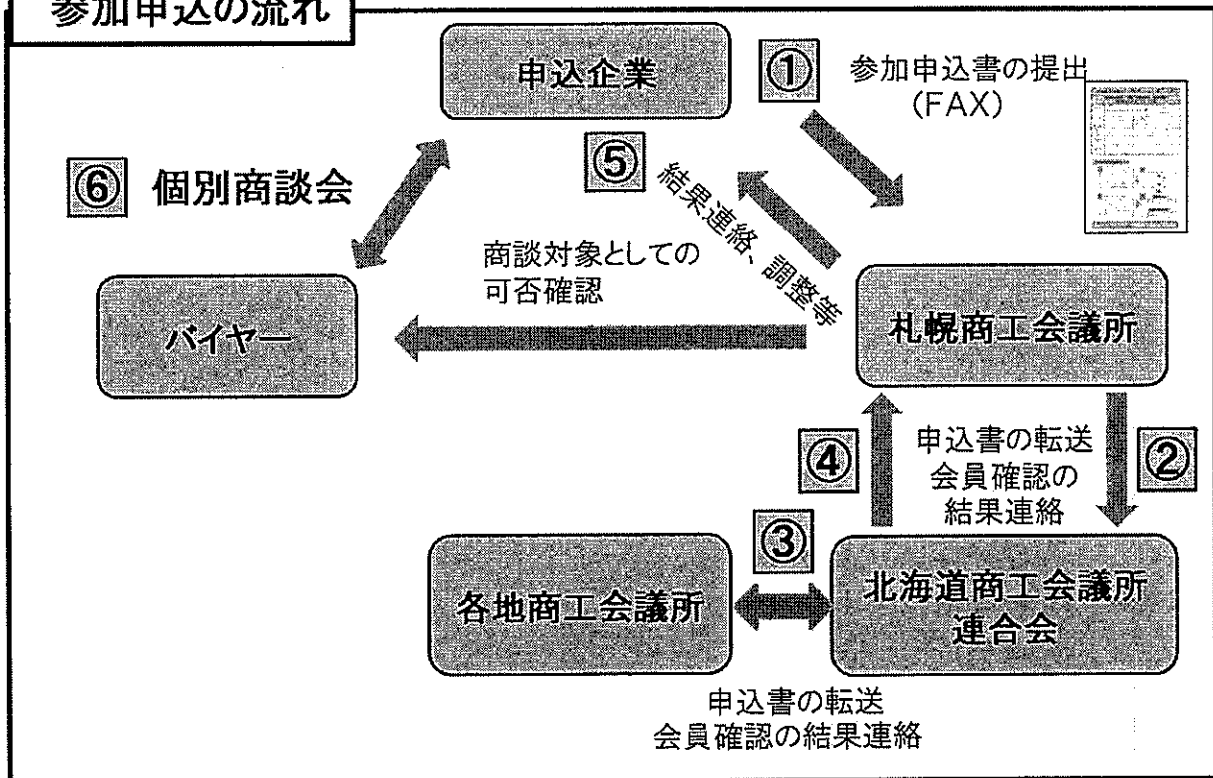 参加申込の流れ
申込企業
①
参加申込書の提出
(FAX)
⑤
結果連絡、調整等
⑥ 個別商談会
商談対象としての
可否確認
バイヤー
札幌商工会議所
④
申込書の転送
会員確認の
結果連絡
②
③
各地商工会議所
北海道商工会議所
連合会
申込書の転送
会員確認の結果連絡